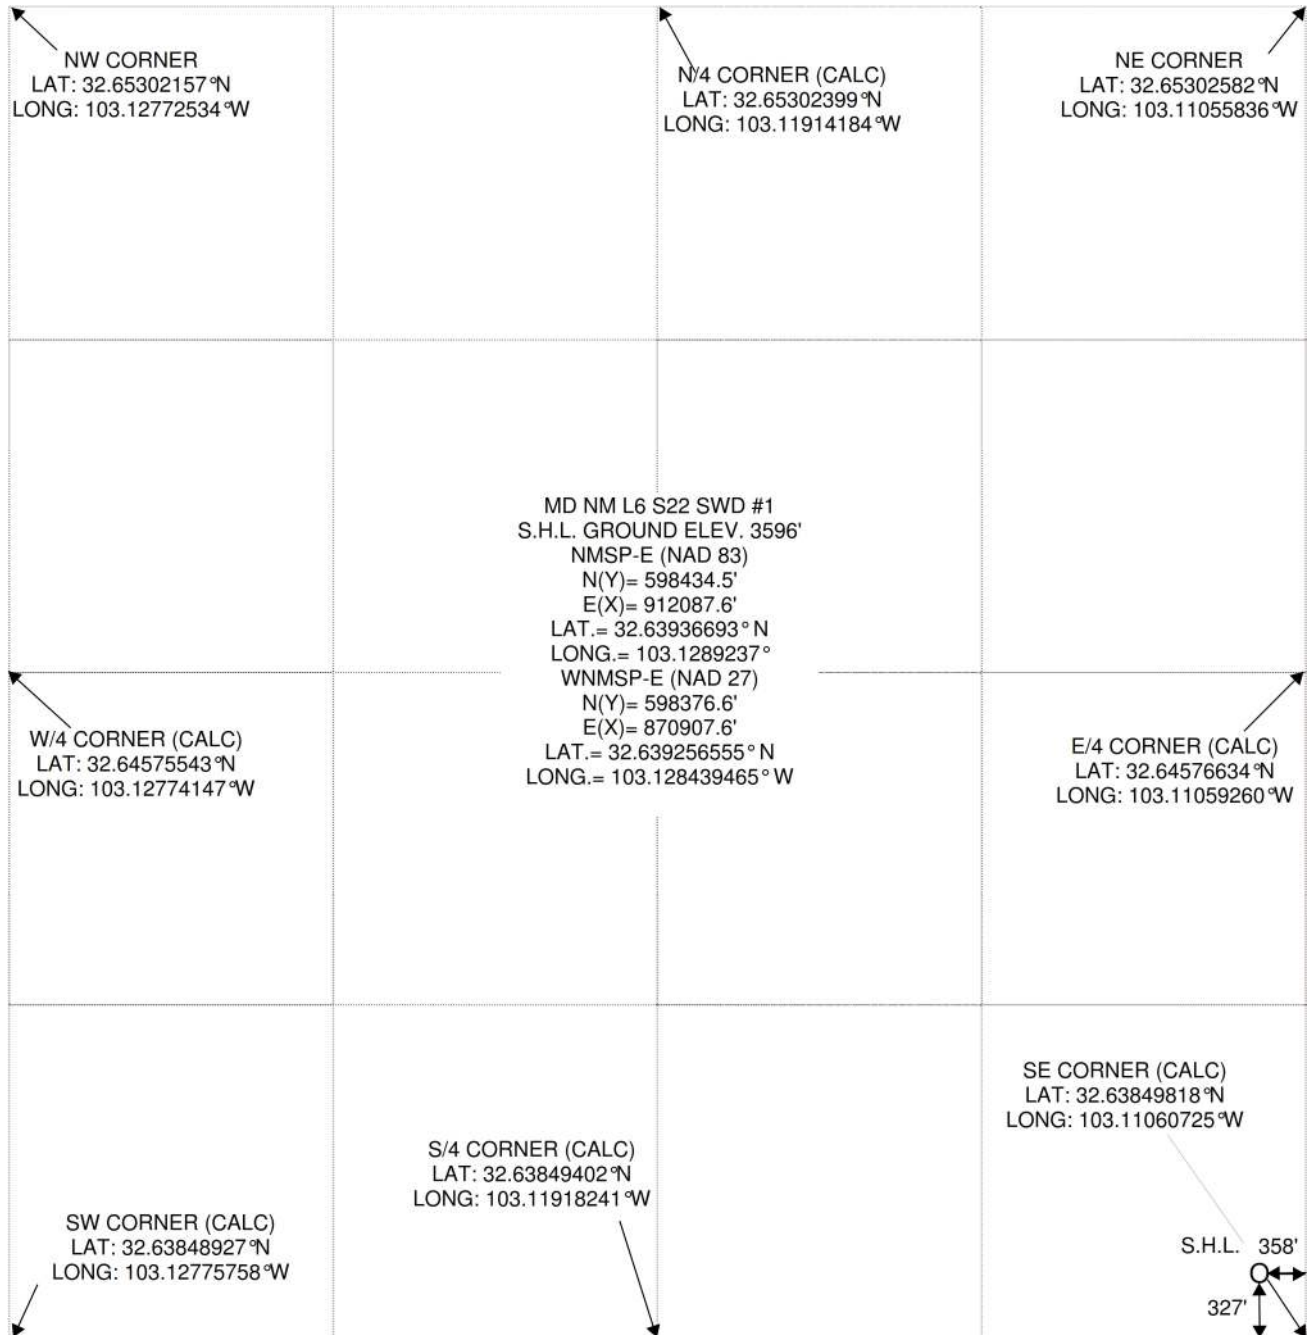 NW CORNER
LAT: 32.65302157°N
LONG: 103.12772534°W
N/4 CORNER (CALC)
LAT: 32.65302399°N
LONG: 103.11914184°W
NE CORNER
LAT: 32.65302582°N
LONG: 103.11055836°W
MD NM L6 S22 SWD #1
S.H.L. GROUND ELEV. 3596'
NMSP-E (NAD 83)
N(Y)= 598434.5'
E(X)= 912087.6'
LAT.= 32.63936693° N
LONG.= 103.1289237°
WNMSP-E (NAD 27)
N(Y)= 598376.6'
E(X)= 870907.6'
LAT.= 32.639256555° N
LONG.= 103.128439465° W
W/4 CORNER (CALC)
LAT: 32.64575543°N
LONG: 103.12774147°W
E/4 CORNER (CALC)
LAT: 32.64576634°N
LONG: 103.11059260°W
SE CORNER (CALC)
LAT: 32.63849818°N
LONG: 103.11060725°W
S/4 CORNER (CALC)
LAT: 32.63849402°N
LONG: 103.11918241°W
SW CORNER (CALC)
LAT: 32.63848927°N
LONG: 103.12775758°W
S.H.L. 358'
327'